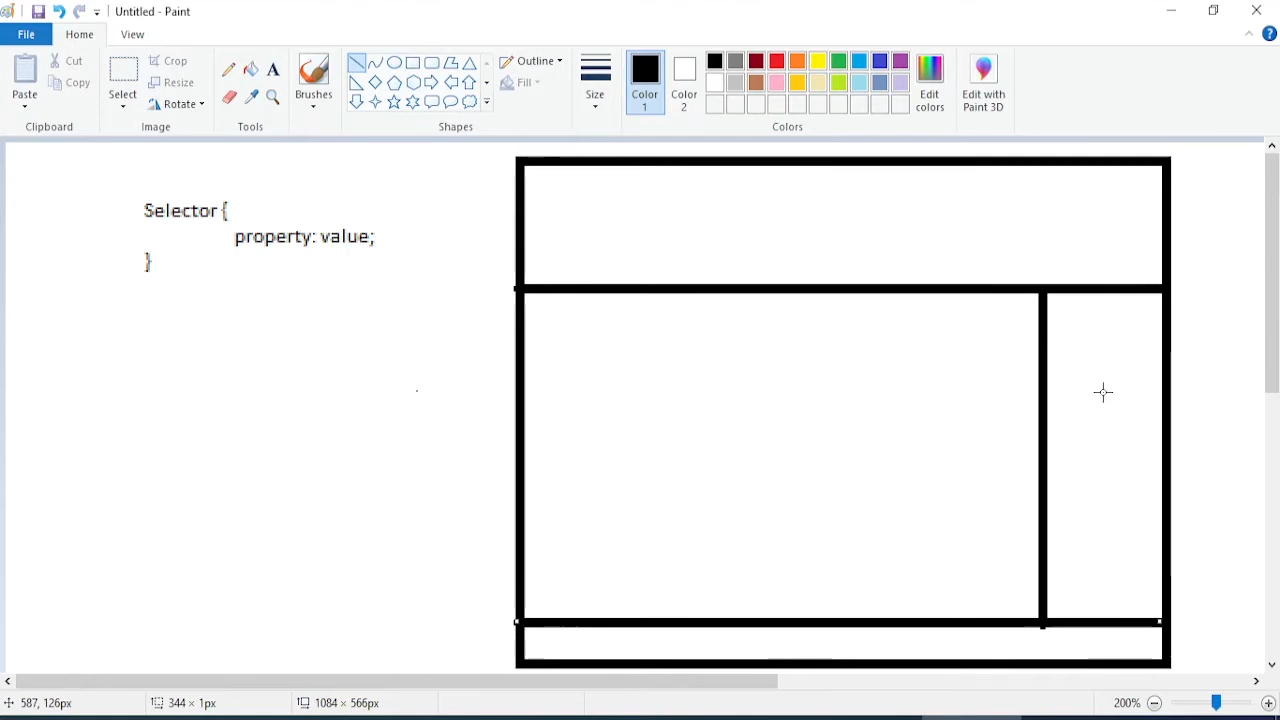 Untitled - Paint
File Home View
Paste
Cut
Copy
Clipboard
Select
Crop
Resize
Rotate
Image
Tools
Brushes
Shapes
Outline
Fill
Size
Color 1
Color 2
Colors
Edit colors
Edit with Paint 3D
Selector {
property: value;
}
587, 126px
344 × 1px
1084 × 566px
200%